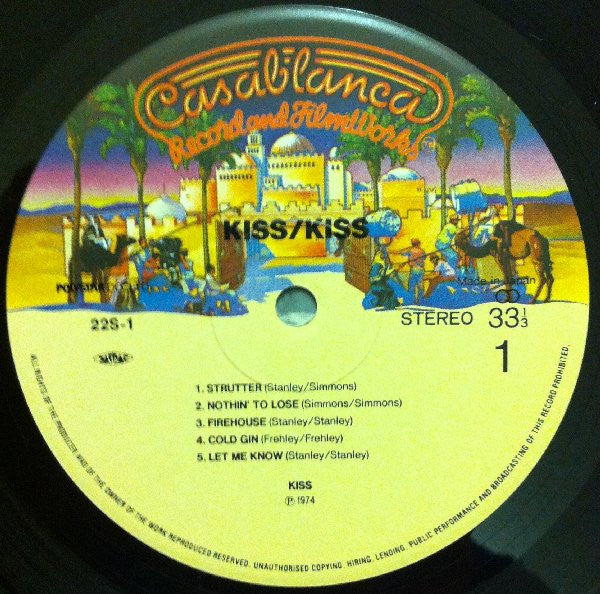 Casablanca
Record and FilmWorks
KISS/KISS
POLYSTAR
Made in Japan
22S-1
STEREO 33 1/3
1
1. STRUTTER (Stanley/Simmons)
2. NOTHIN' TO LOSE (Simmons/Simmons)
3. FIREHOUSE (Stanley/Stanley)
4. COLD GIN (Frehley/Frehley)
5. LET ME KNOW (Stanley/Stanley)
KISS
Ⓟ 1974
ALL RIGHTS OF THE PRODUCER AND OF THE OWNER OF THE WORK REPRODUCED RESERVED. UNAUTHORISED COPYING, HIRING, LENDING, PUBLIC PERFORMANCE AND BROADCASTING OF THIS RECORD PROHIBITED.